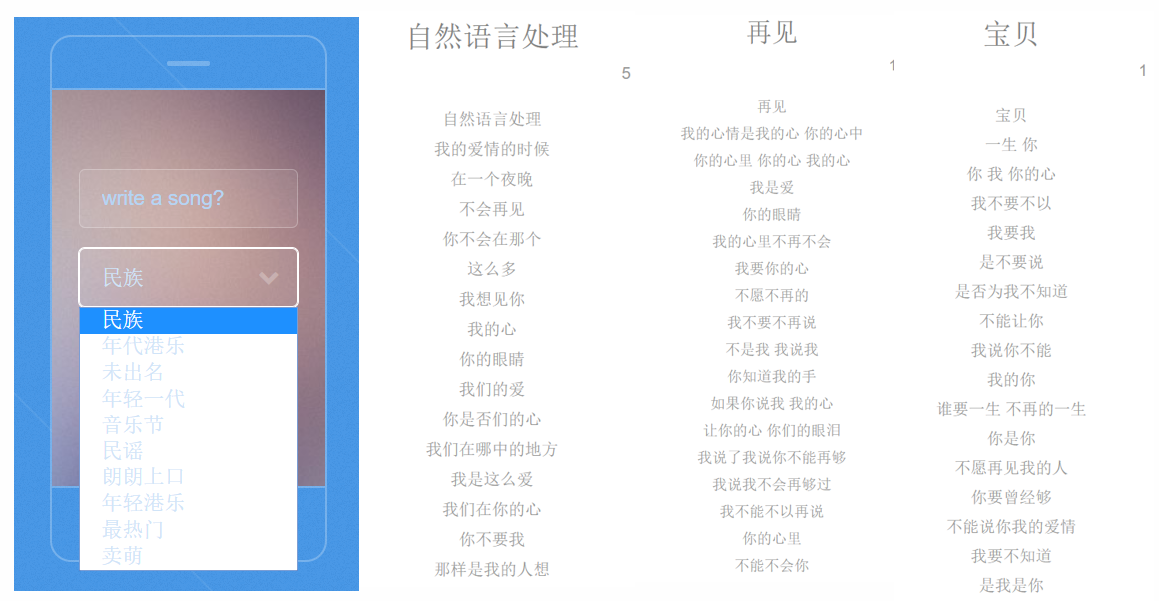 write a song?
民族
民族
年代港乐
未出名
年轻一代
音乐节
民谣
朗朗上口
年轻港乐
最热门
卖萌
自然语言处理
5
自然语言处理
我的爱情的时候
在一个夜晚
不会再见
你不会在那个
这么多
我想见你
我的心
你的眼睛
我们的爱
你是否们的心
我们在哪中的地方
我是这么爱
我们在你的心
你不要我
那样是我的人想
再见
1
再见
我的心情是我的心 你的心中
你的心里 你的心 我的心
我是爱
你的眼睛
我的心里不再不会
我要你的心
不愿不再的
我不要不再说
不是我 我说我
你知道我的手
如果你说我 我的心
让你的心 你们的眼泪
我说了我说你不能再够
我说我不会再够过
我不能不以再说
你的心里
不能不会你
宝贝
1
宝贝
一生 你
你 我 你的心
我不要不以
我要我
是不要说
是否为我不知道
不能让你
我说你不能
我的你
谁要一生 不再的一生
你是你
不愿再见我的人
你要曾经够
不能说你我的爱情
我要不知道
是我是你